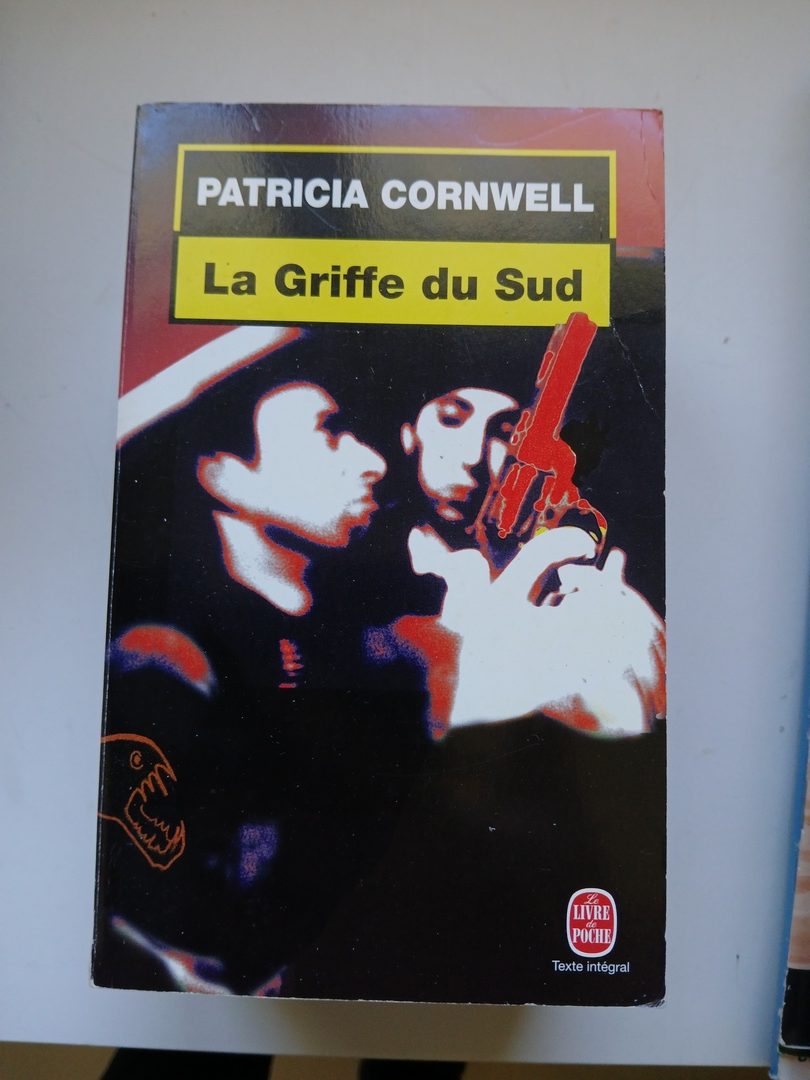 PATRICIA CORNWELL
La Griffe du Sud
Le
LIVRE
de
POCHE
Texte intégral